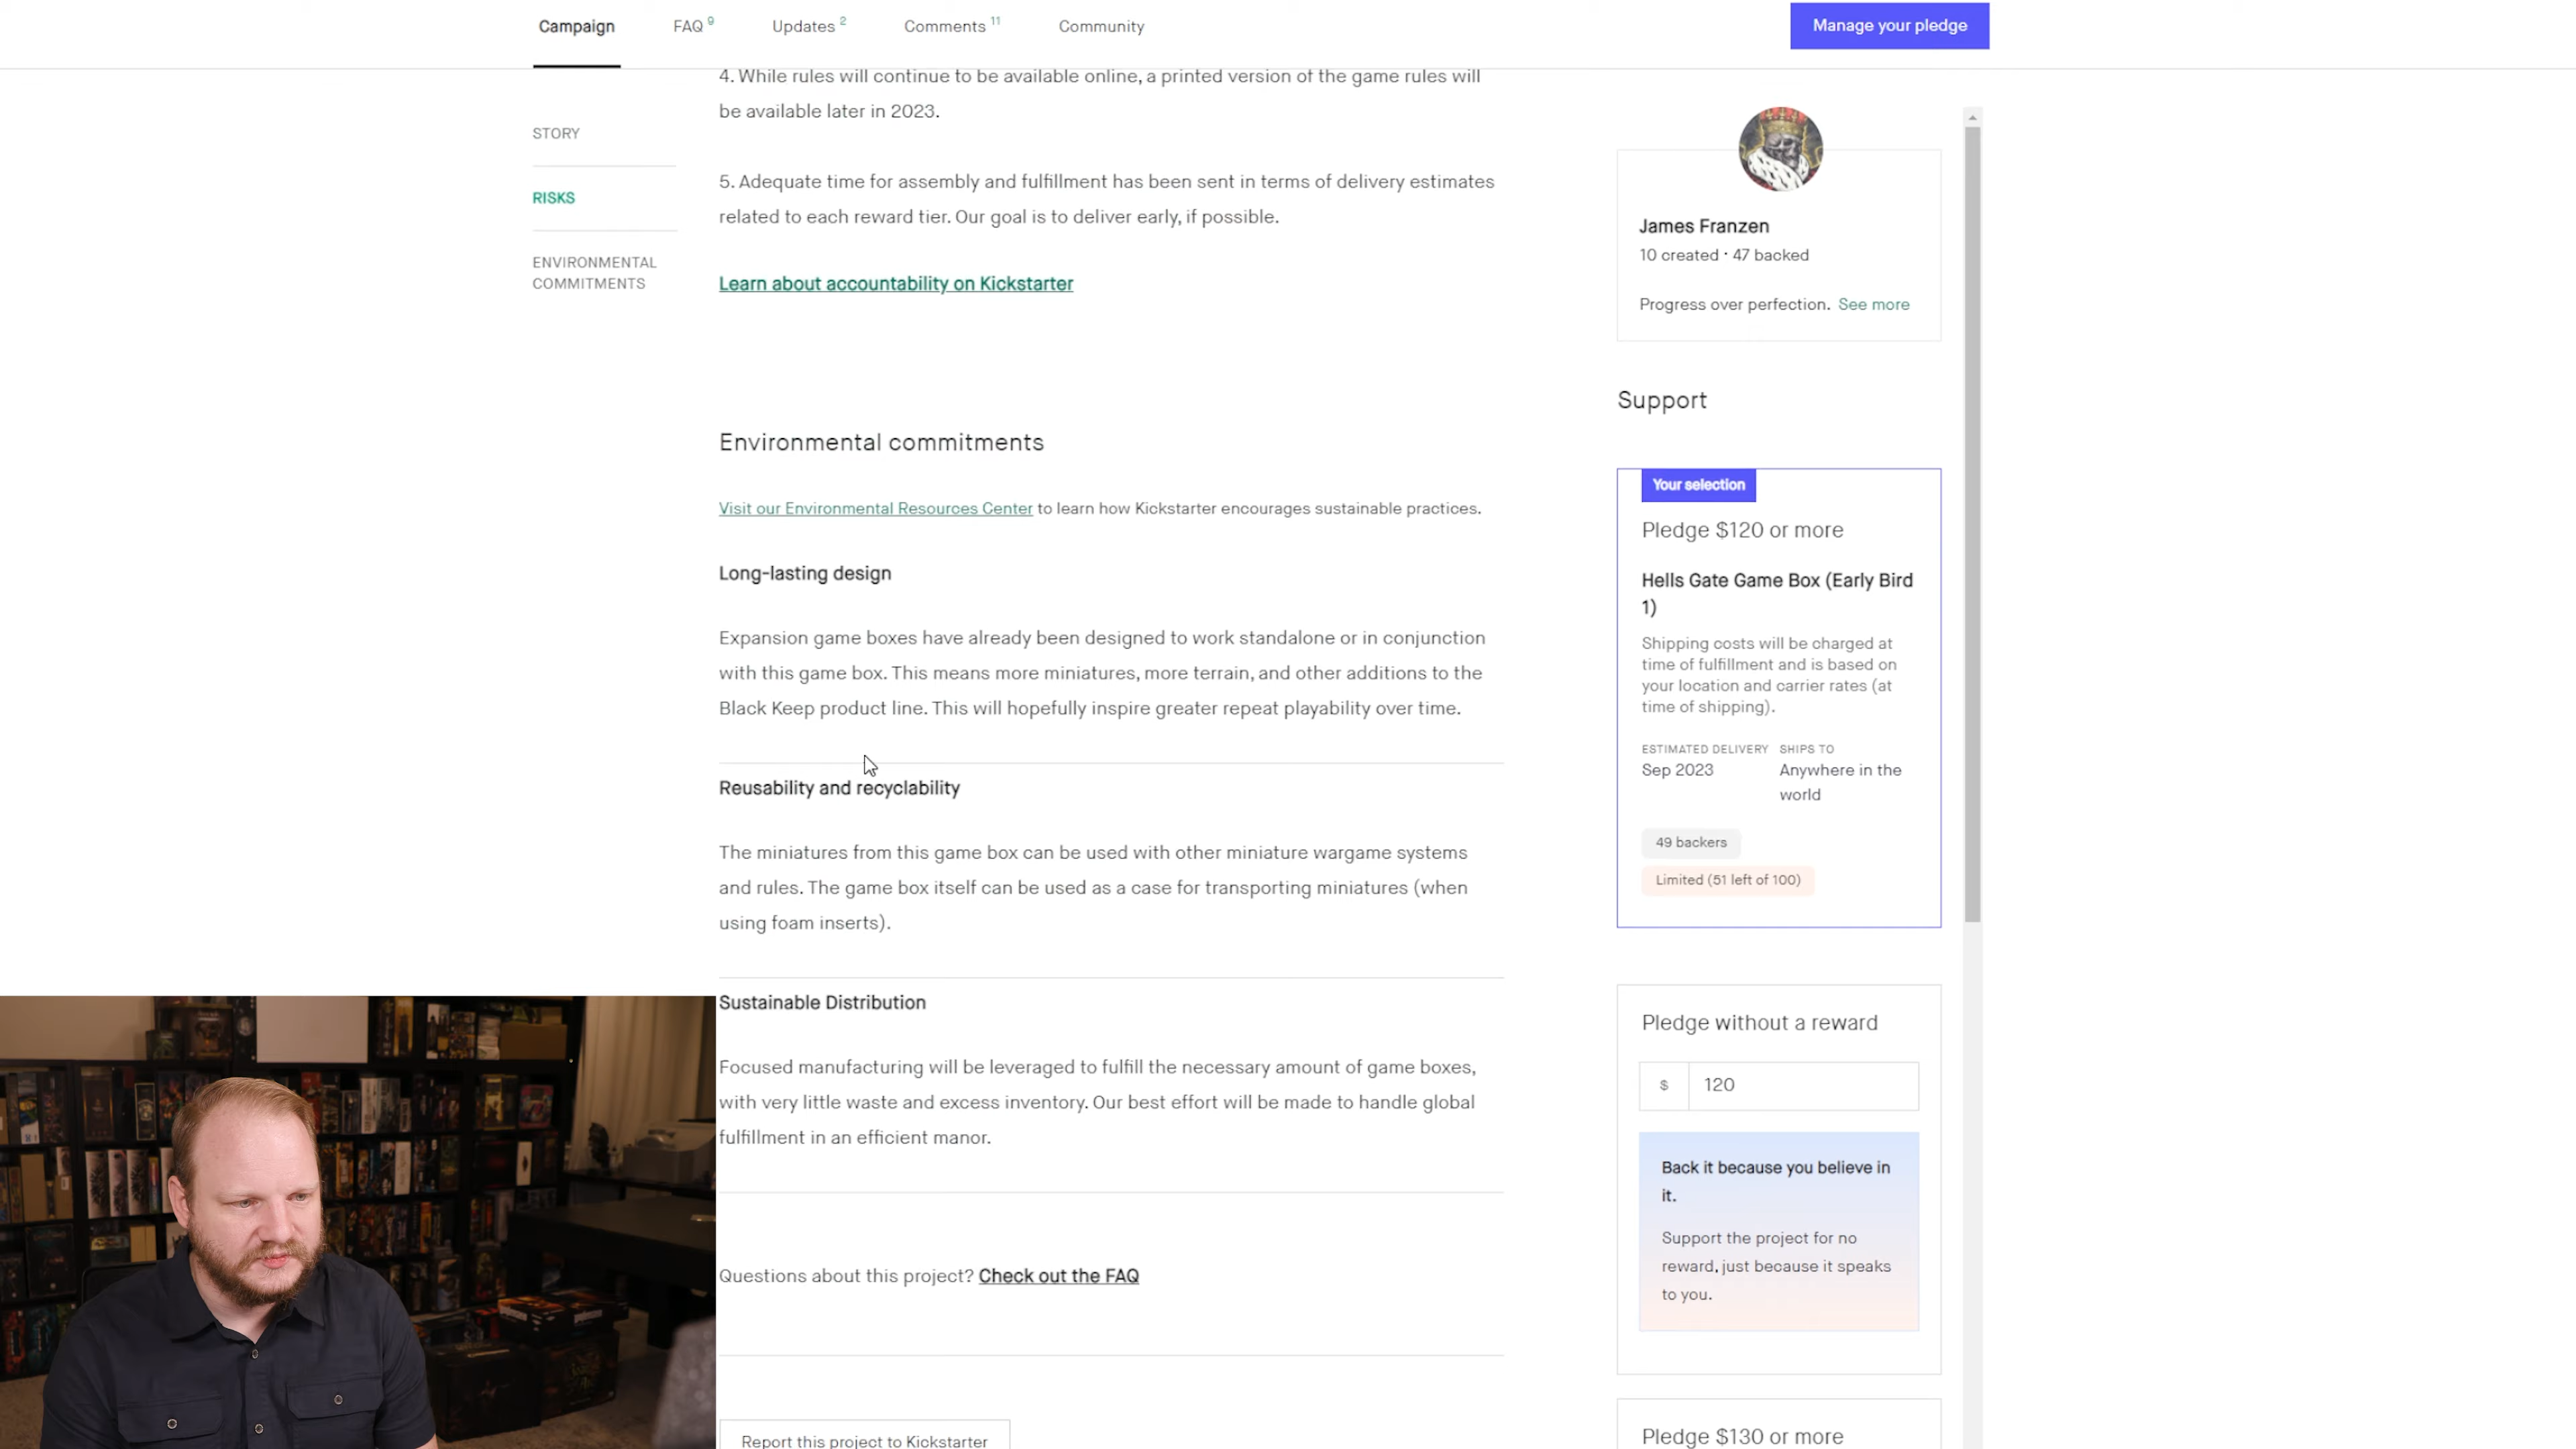 Campaign
FAQ 9
Updates 2
Comments 11
Community
Manage your pledge
STORY
RISKS
ENVIRONMENTAL
COMMITMENTS
4. While rules will continue to be available online, a printed version of the game rules will
be available later in 2023.
5. Adequate time for assembly and fulfillment has been sent in terms of delivery estimates
related to each reward tier. Our goal is to deliver early, if possible.
Learn about accountability on Kickstarter
Environmental commitments
Visit our Environmental Resources Center to learn how Kickstarter encourages sustainable practices.
Long-lasting design
Expansion game boxes have already been designed to work standalone or in conjunction
with this game box. This means more miniatures, more terrain, and other additions to the
Black Keep product line. This will hopefully inspire greater repeat playability over time.
Reusability and recyclability
The miniatures from this game box can be used with other miniature wargame systems
and rules. The game box itself can be used as a case for transporting miniatures (when
using foam inserts).
Sustainable Distribution
Focused manufacturing will be leveraged to fulfill the necessary amount of game boxes,
with very little waste and excess inventory. Our best effort will be made to handle global
fulfillment in an efficient manor.
Questions about this project? Check out the FAQ
Report this project to Kickstarter
James Franzen
10 created · 47 backed
Progress over perfection. See more
Support
Your selection
Pledge $120 or more
Hells Gate Game Box (Early Bird
1)
Shipping costs will be charged at
time of fulfillment and is based on
your location and carrier rates (at
time of shipping).
ESTIMATED DELIVERY SHIPS TO
Sep 2023 Anywhere in the
world
49 backers
Limited (51 left of 100)
Pledge without a reward
$ 120
Back it because you believe in
it.
Support the project for no
reward, just because it speaks
to you.
Pledge $130 or more